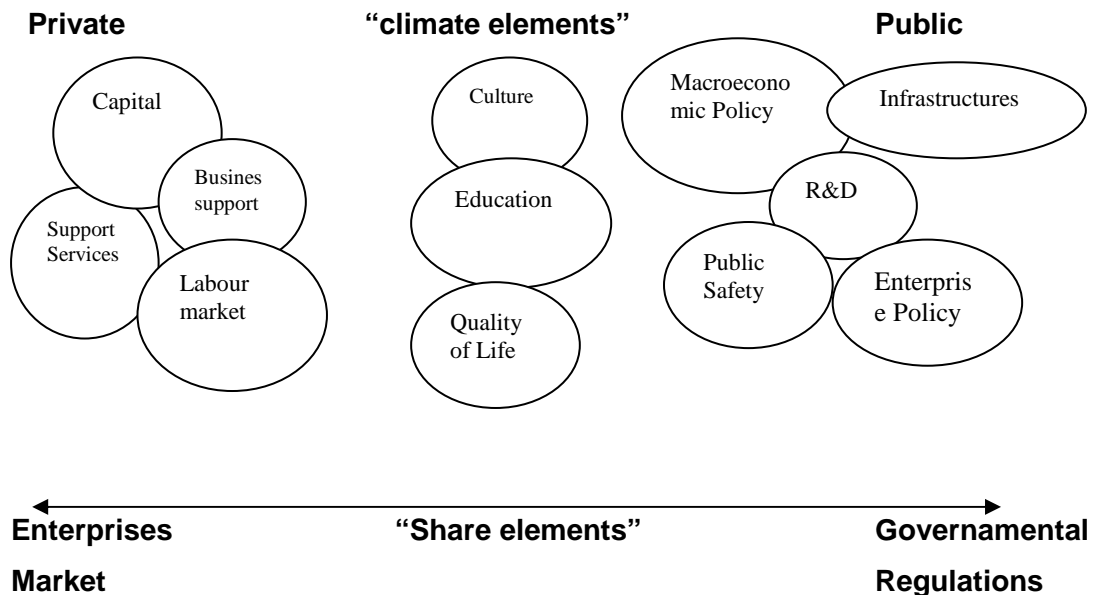 Private
“climate elements”
Public
Capital
Busines
support
Support
Services
Labour
market
Culture
Education
Quality
of Life
Macroecono
mic Policy
Infrastructures
R&D
Public
Safety
Enterpris
e Policy
Enterprises
“Share elements”
Governamental
Market
Regulations